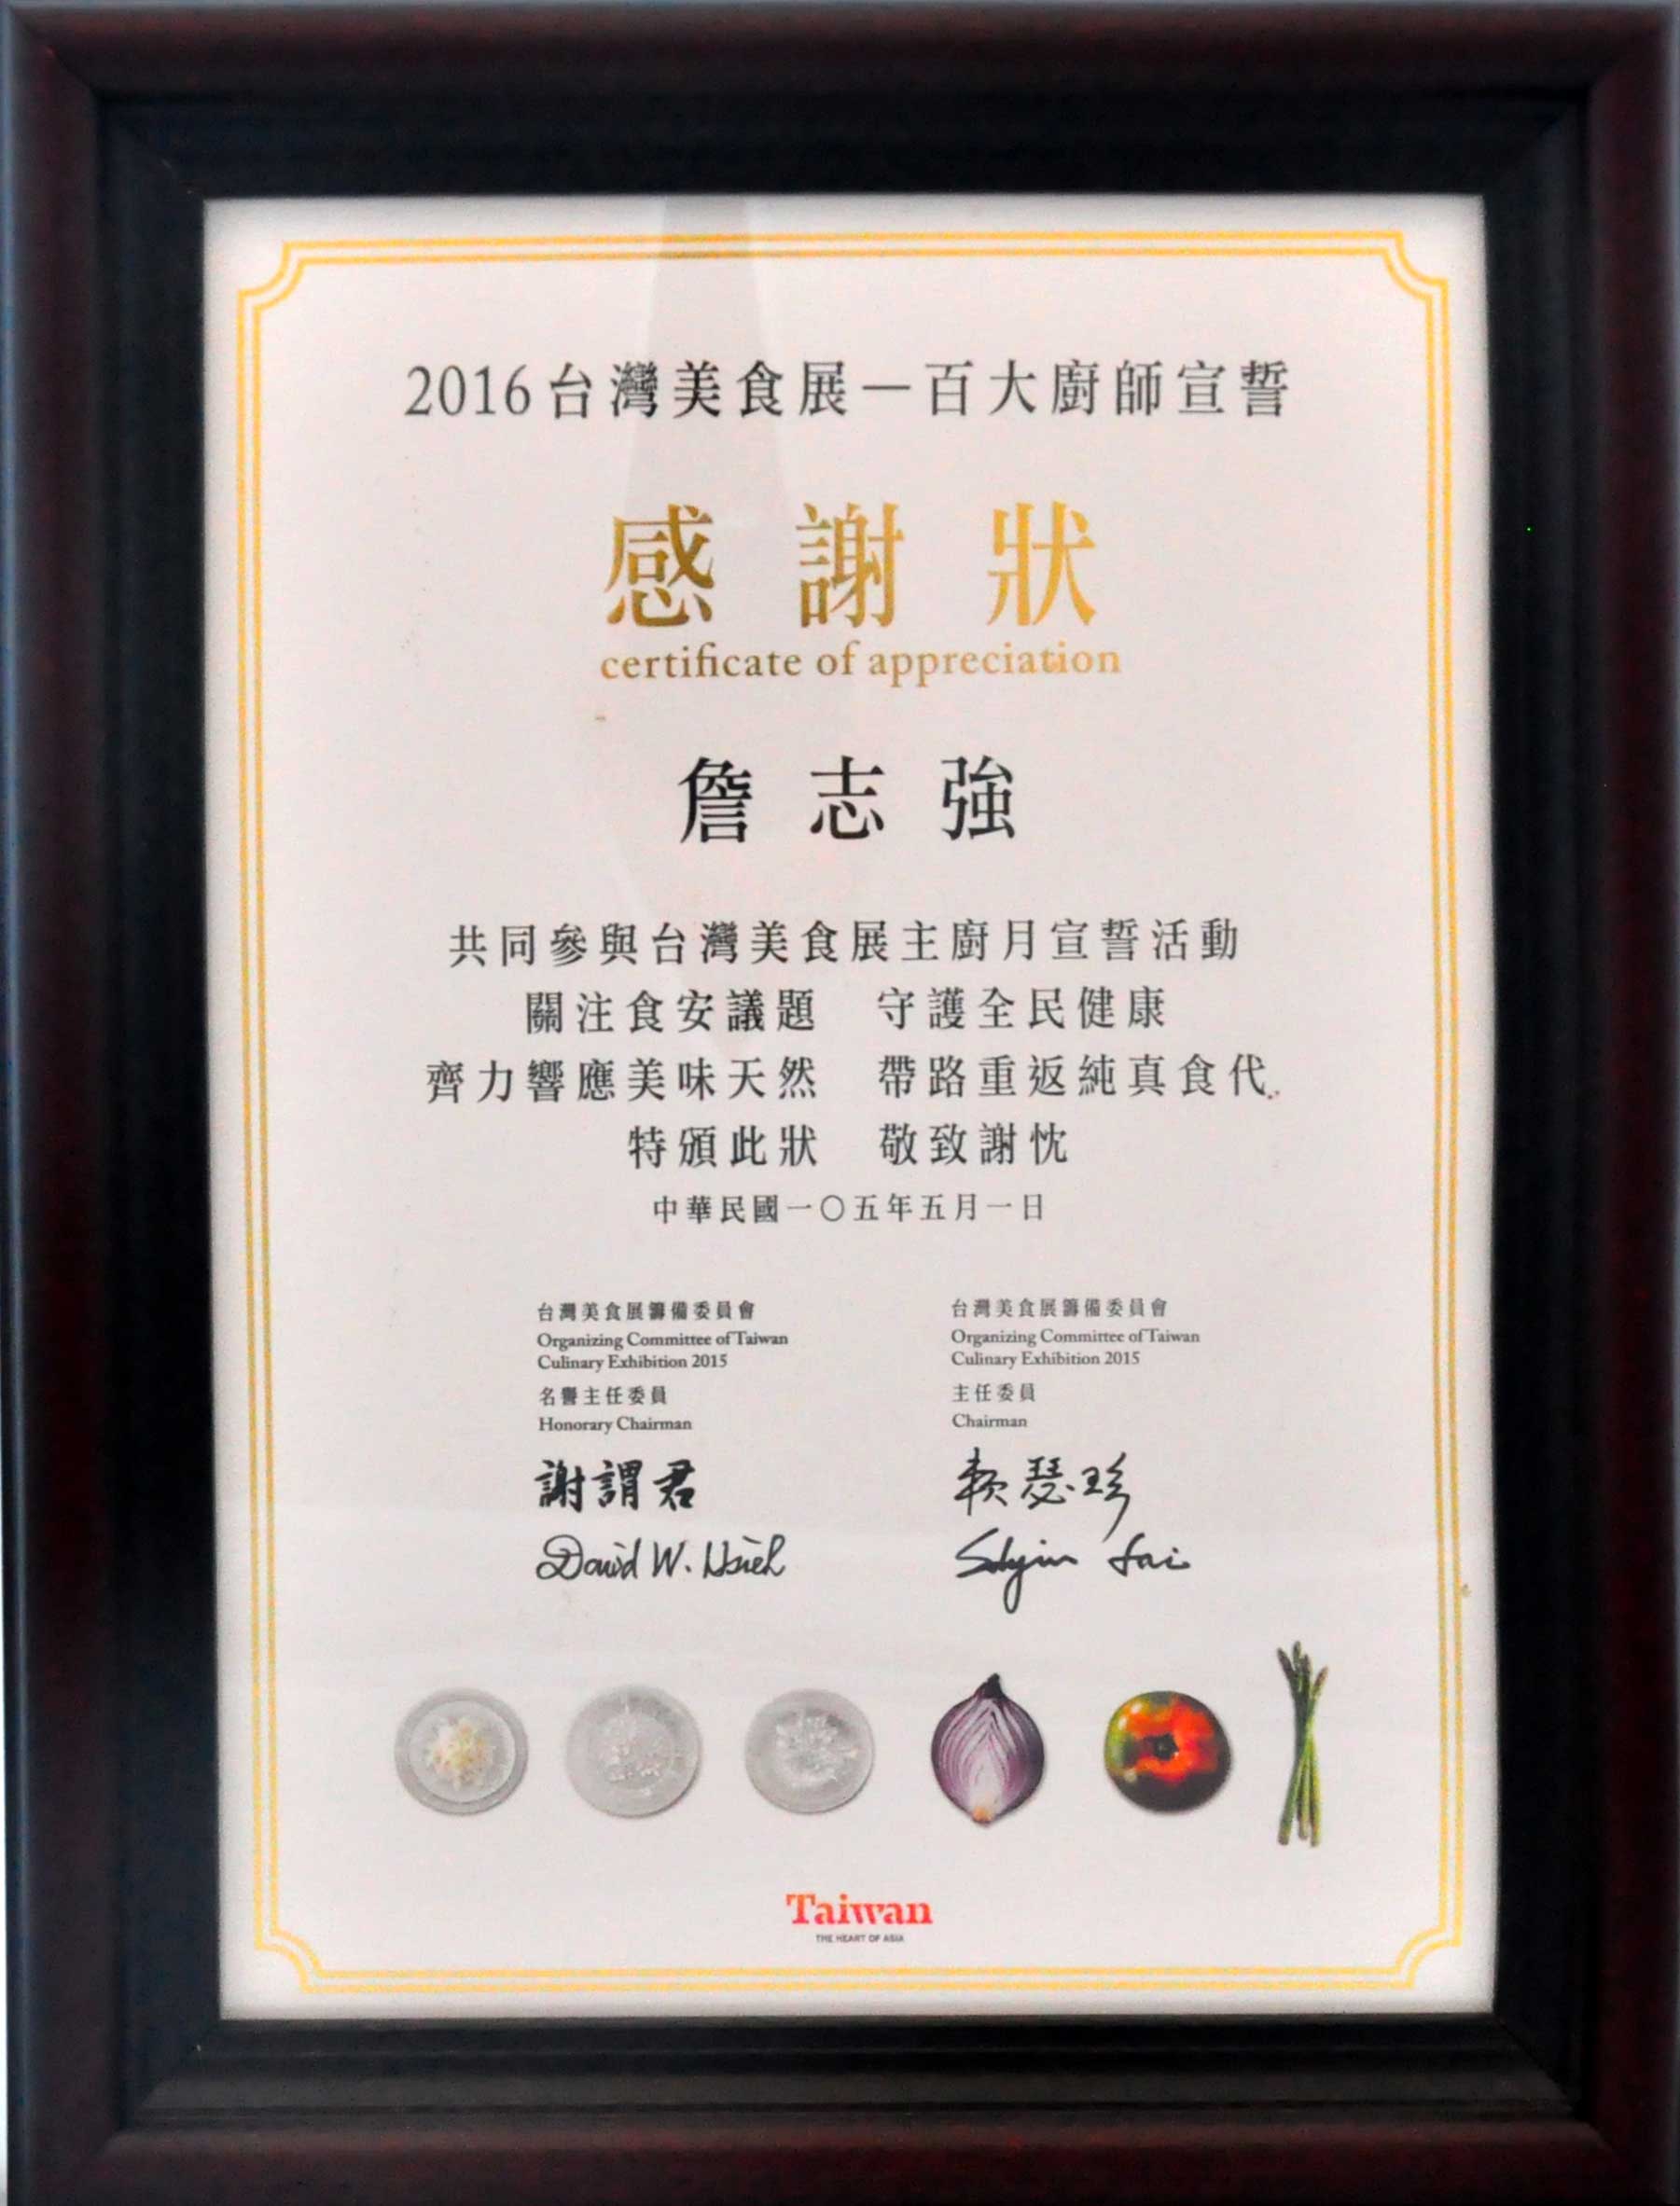 2016台灣美食展－百大廚師宣誓
感謝狀
certificate of appreciation
詹志強
共同參與台灣美食展主廚月宣誓活動
關注食安議題　守護全民健康
齊力響應美味天然　帶路重返純真食代
特頒此狀　敬致謝忱
中華民國一〇五年五月一日
台灣美食展籌備委員會
Organizing Committee of Taiwan
Culinary Exhibition 2015
名譽主任委員
Honorary Chairman
謝謂君
David W. Hsieh
台灣美食展籌備委員會
Organizing Committee of Taiwan
Culinary Exhibition 2015
主任委員
Chairman
賴瑟珍
Taiwan
THE HEART OF ASIA